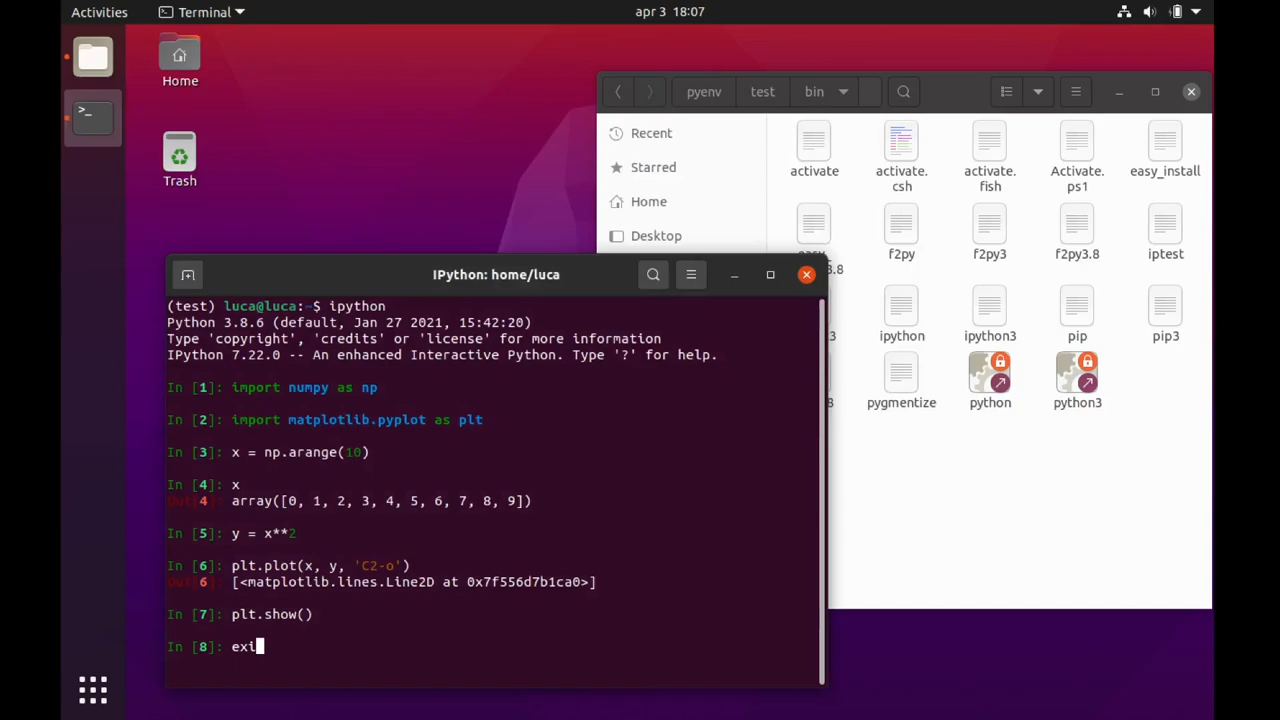 Activities
Terminal
apr 3 18:07
Home
Trash
pyenv
test
bin
Recent
Starred
Home
Desktop
activate
activate.
csh
activate.
fish
Activate.
ps1
easy_install
f2py
f2py3
f2py3.8
iptest
ipython
ipython3
pip
pip3
pygmentize
python
python3
IPython: home/luca
(test) luca@luca:~$ ipython
Python 3.8.6 (default, Jan 27 2021, 15:42:20)
Type 'copyright', 'credits' or 'license' for more information
IPython 7.22.0 -- An enhanced Interactive Python. Type '?' for help.
In [1]: import numpy as np
In [2]: import matplotlib.pyplot as plt
In [3]: x = np.arange(10)
In [4]: x
Out[4]: array([0, 1, 2, 3, 4, 5, 6, 7, 8, 9])
In [5]: y = x**2
In [6]: plt.plot(x, y, 'C2-o')
Out[6]: [<matplotlib.lines.Line2D at 0x7f556d7b1ca0>]
In [7]: plt.show()
In [8]: exi